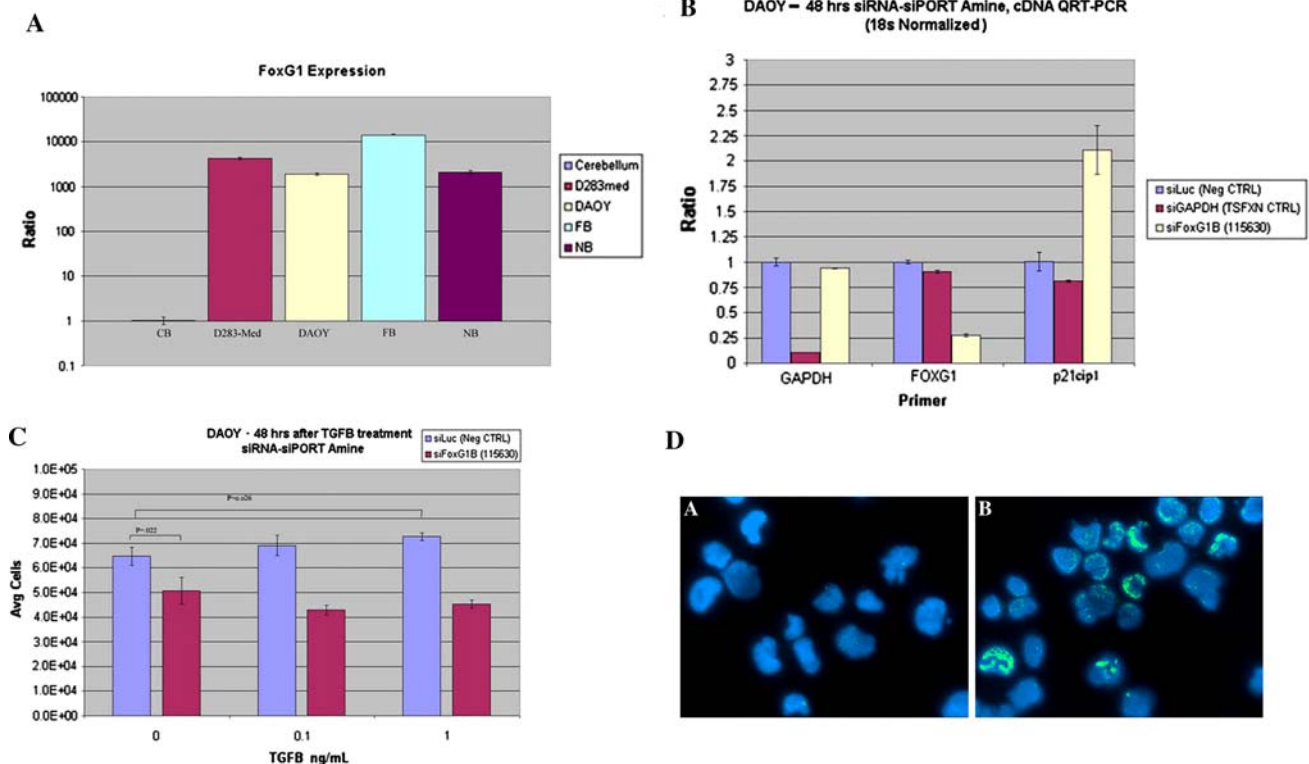 A
FoxG1 Expression
100000
10000
1000
100
10
1
0.1
Ratio
CB
D283-Med
DAOY
FB
NB
Cerebellum
D283med
DAOY
FB
NB
B
DAOY – 48 hrs siRNA-siPORT Amine, cDNA QRT-PCR
(18s Normalized)
3
2.75
2.5
2.25
2
1.75
1.5
1.25
1
0.75
0.5
0.25
0
Ratio
GAPDH
FOXG1
p21cip1
Primer
siLuc (Neg CTRL)
siGAPDH (TSFXN CTRL)
siFoxG1B (115630)
C
DAOY - 48 hrs after TGFB treatment
siRNA-siPORT Amine
siLuc (Neg CTRL)
siFoxG1B (115630)
1.0E+05
9.0E+04
8.0E+04
7.0E+04
6.0E+04
5.0E+04
4.0E+04
3.0E+04
2.0E+04
1.0E+04
0.0E+00
Avg Cells
P=0.026
P=.022
0
0.1
1
TGFB ng/mL
D
A
B